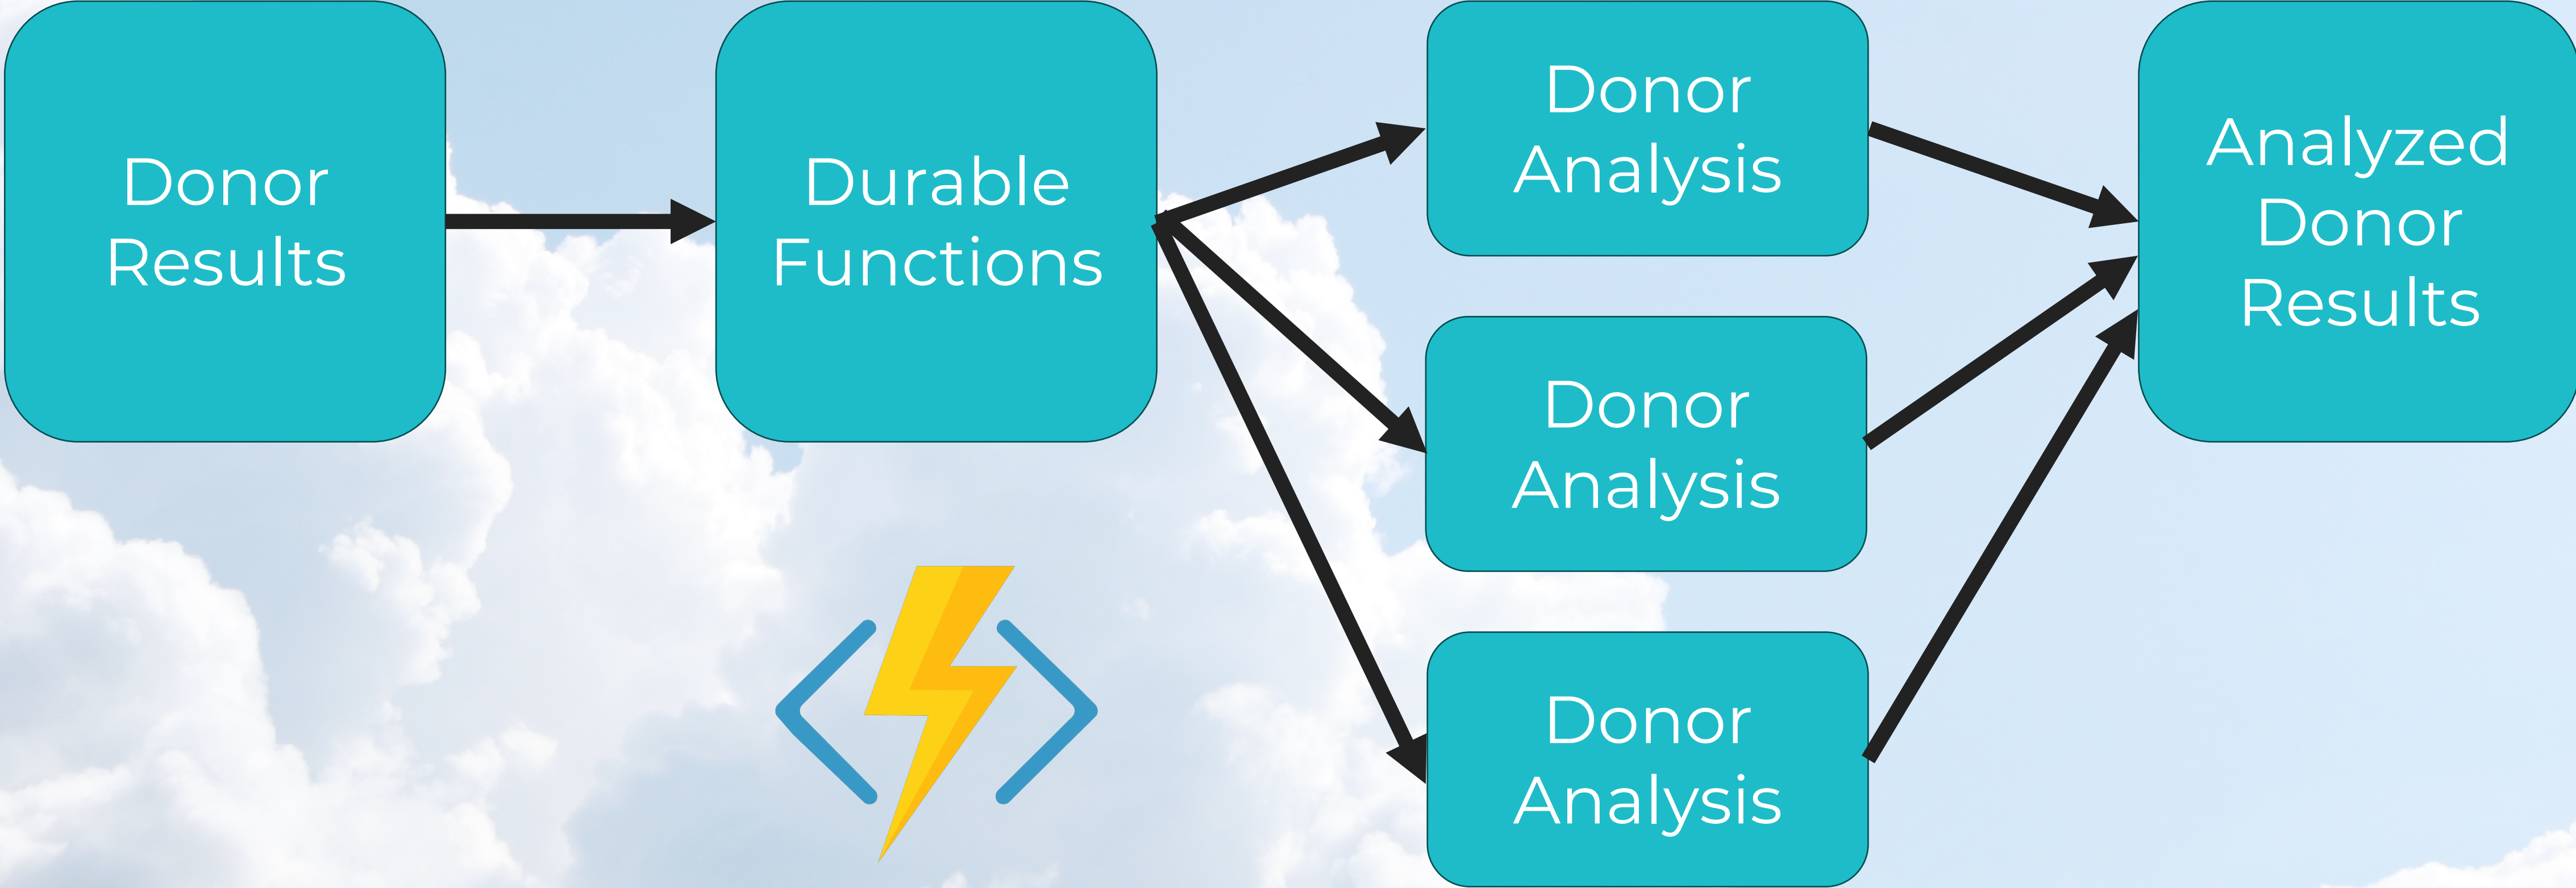 Donor
Results
Durable
Functions
Donor
Analysis
Donor
Analysis
Donor
Analysis
Analyzed
Donor
Results